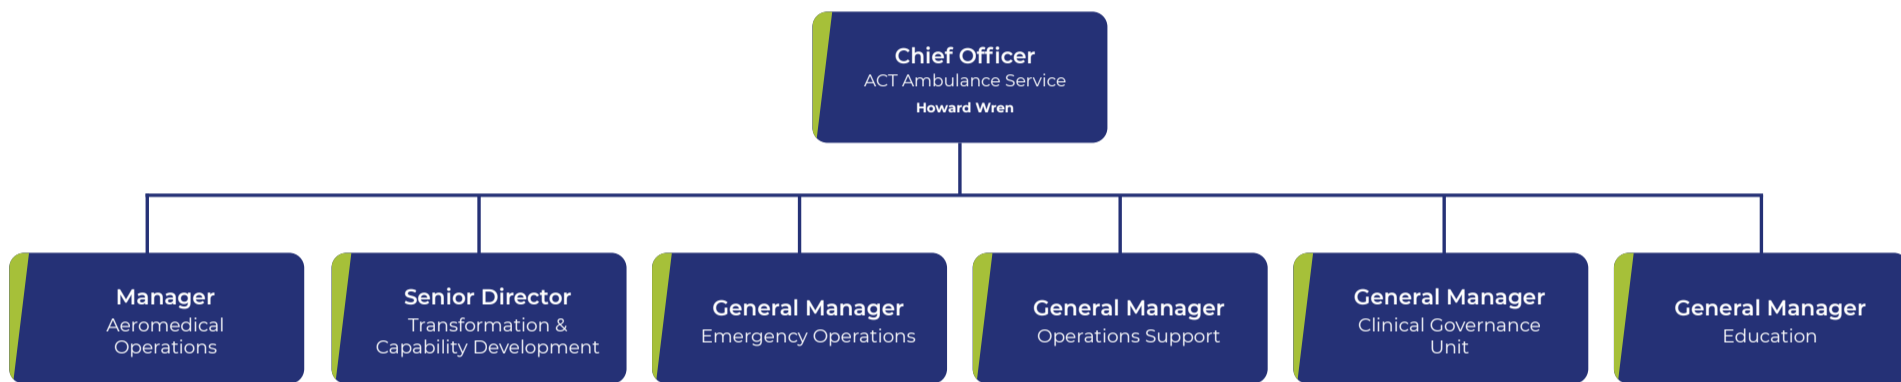 Chief Officer
ACT Ambulance Service
Howard Wren
Manager
Aeromedical
Operations
Senior Director
Transformation &
Capability Development
General Manager
Emergency Operations
General Manager
Operations Support
General Manager
Clinical Governance
Unit
General Manager
Education